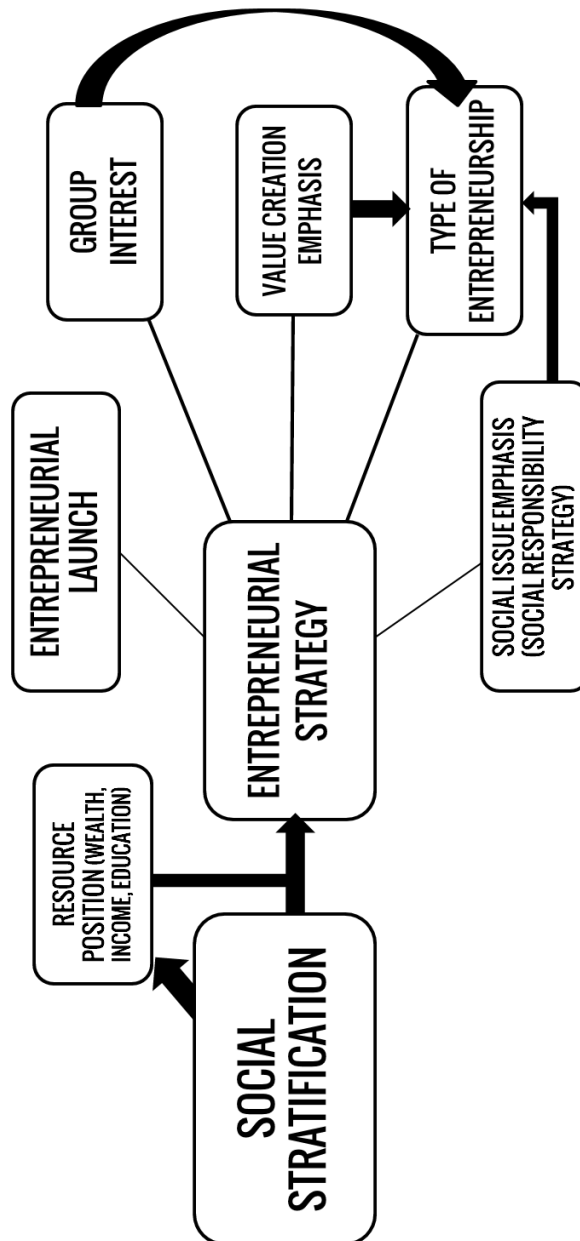 SOCIAL
STRATIFICATION
RESOURCE
POSITION (WEALTH,
INCOME, EDUCATION)
ENTREPRENEURIAL
STRATEGY
ENTREPRENEURIAL
LAUNCH
GROUP
INTEREST
VALUE CREATION
EMPHASIS
TYPE OF
ENTREPRENEURSHIP
SOCIAL ISSUE EMPHASIS
(SOCIAL RESPONSIBILITY
STRATEGY)